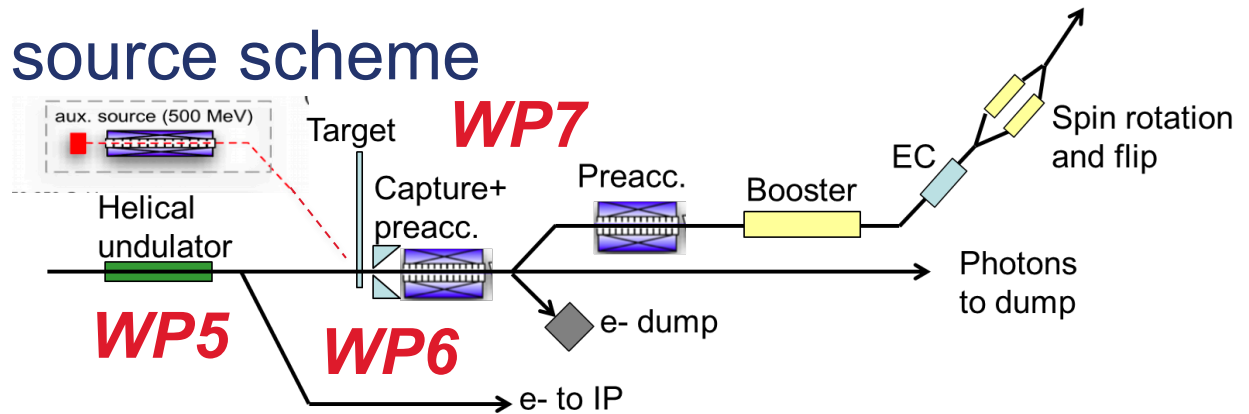 source scheme
aux. source (500 MeV)
Target
WP7
Capture+
preacc.
Preacc.
Booster
EC
Spin rotation
and flip
Helical
undulator
Photons
to dump
WP5
WP6
e- dump
e- to IP